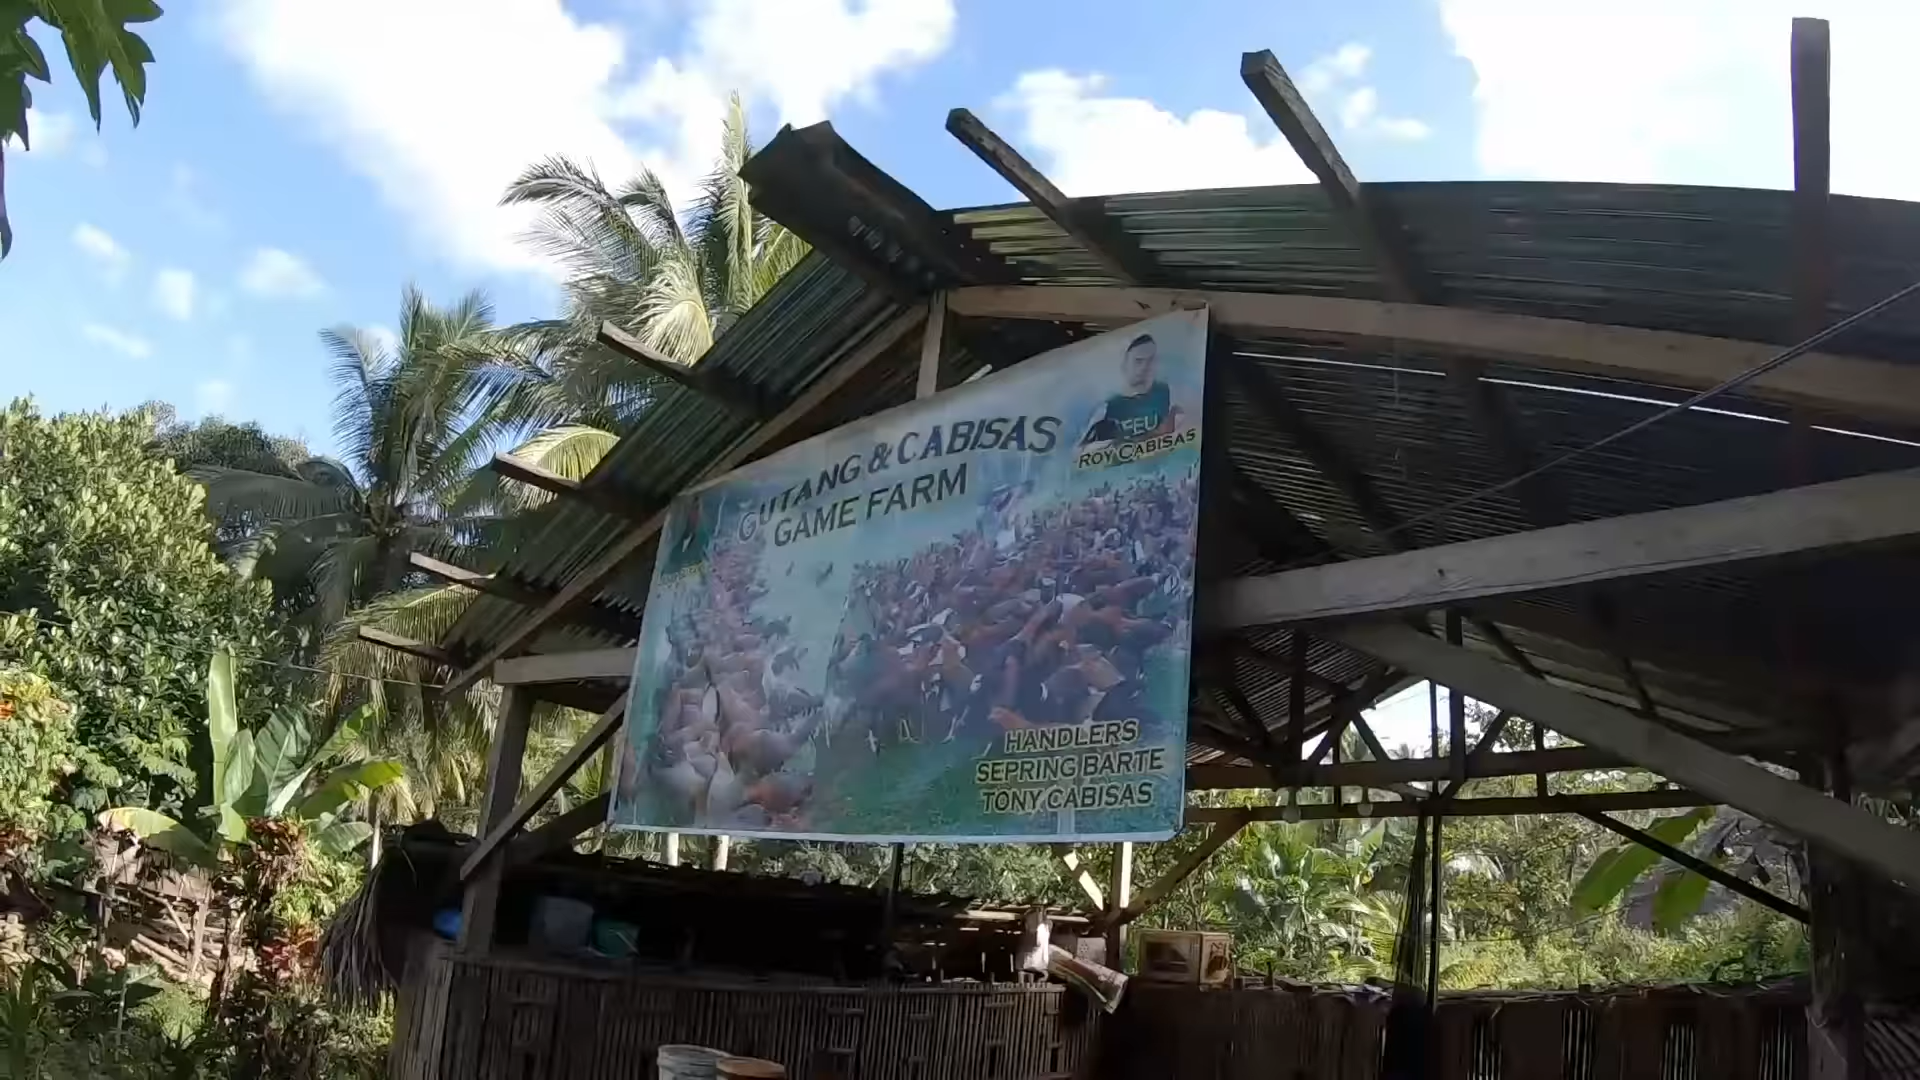 GUTANG & CABISAS
GAME FARM
FEU
ROY CABISAS
HANDLERS
SEPRING BARTE
TONY CABISAS